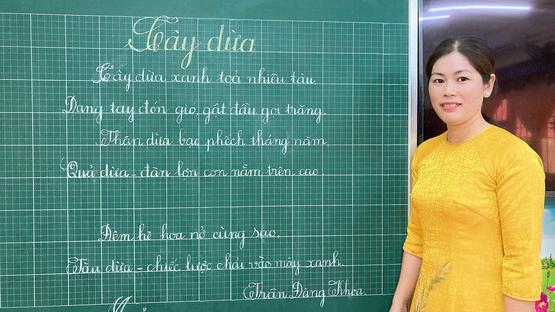 Cây dừa
Cây dừa xanh toả nhiều tàu
Dang tay đón gió, gật đầu gọi trăng.
Thân dừa bạc phếch tháng năm,
Quả dừa - đàn lợn con nằm trên cao.
Đêm hè hoa nở cùng sao,
Tàu dừa - chiếc lược chải vào mây xanh.
Trần Đăng Khoa